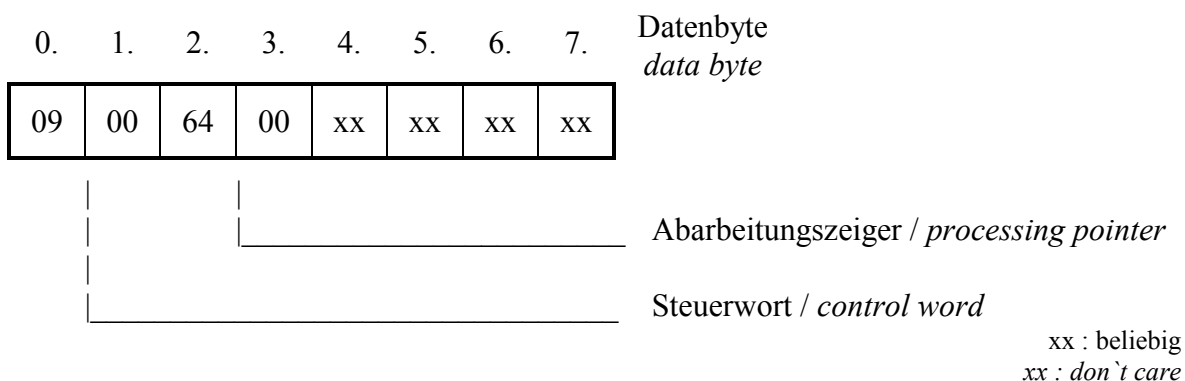 0. 1. 2. 3. 4. 5. 6. 7. Datenbyte
data byte
09 00 64 00 xx xx xx xx
Abarbeitungszeiger / processing pointer
Steuerwort / control word
xx : beliebig
xx : don`t care